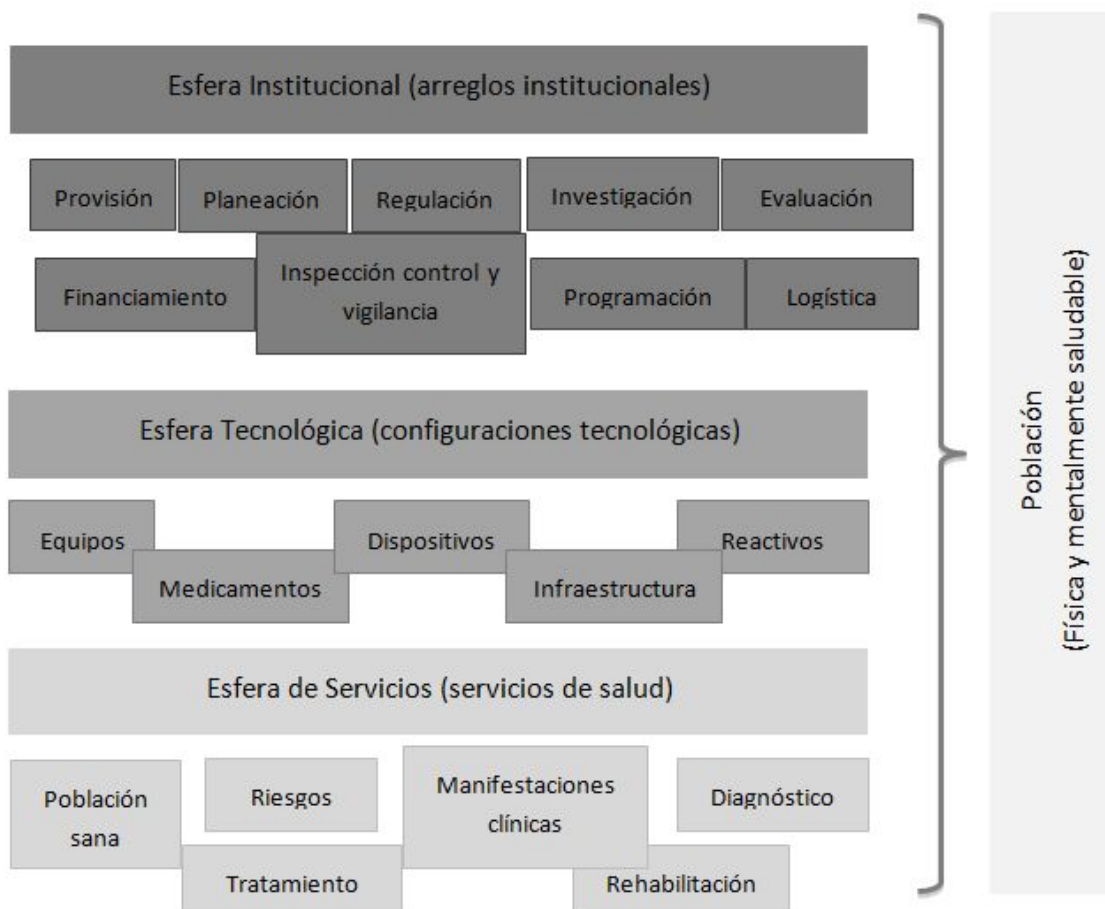 Esfera Institucional (arreglos institucionales)
Provisión
Planeación
Regulación
Investigación
Evaluación
Financiamiento
Inspección control y
vigilancia
Programación
Logística
Esfera Tecnológica (configuraciones tecnológicas)
Equipos
Medicamentos
Dispositivos
Infraestructura
Reactivos
Esfera de Servicios (servicios de salud)
Población
sana
Riesgos
Manifestaciones
clínicas
Diagnóstico
Tratamiento
Rehabilitación
Población
(Física y mentalmente saludable)